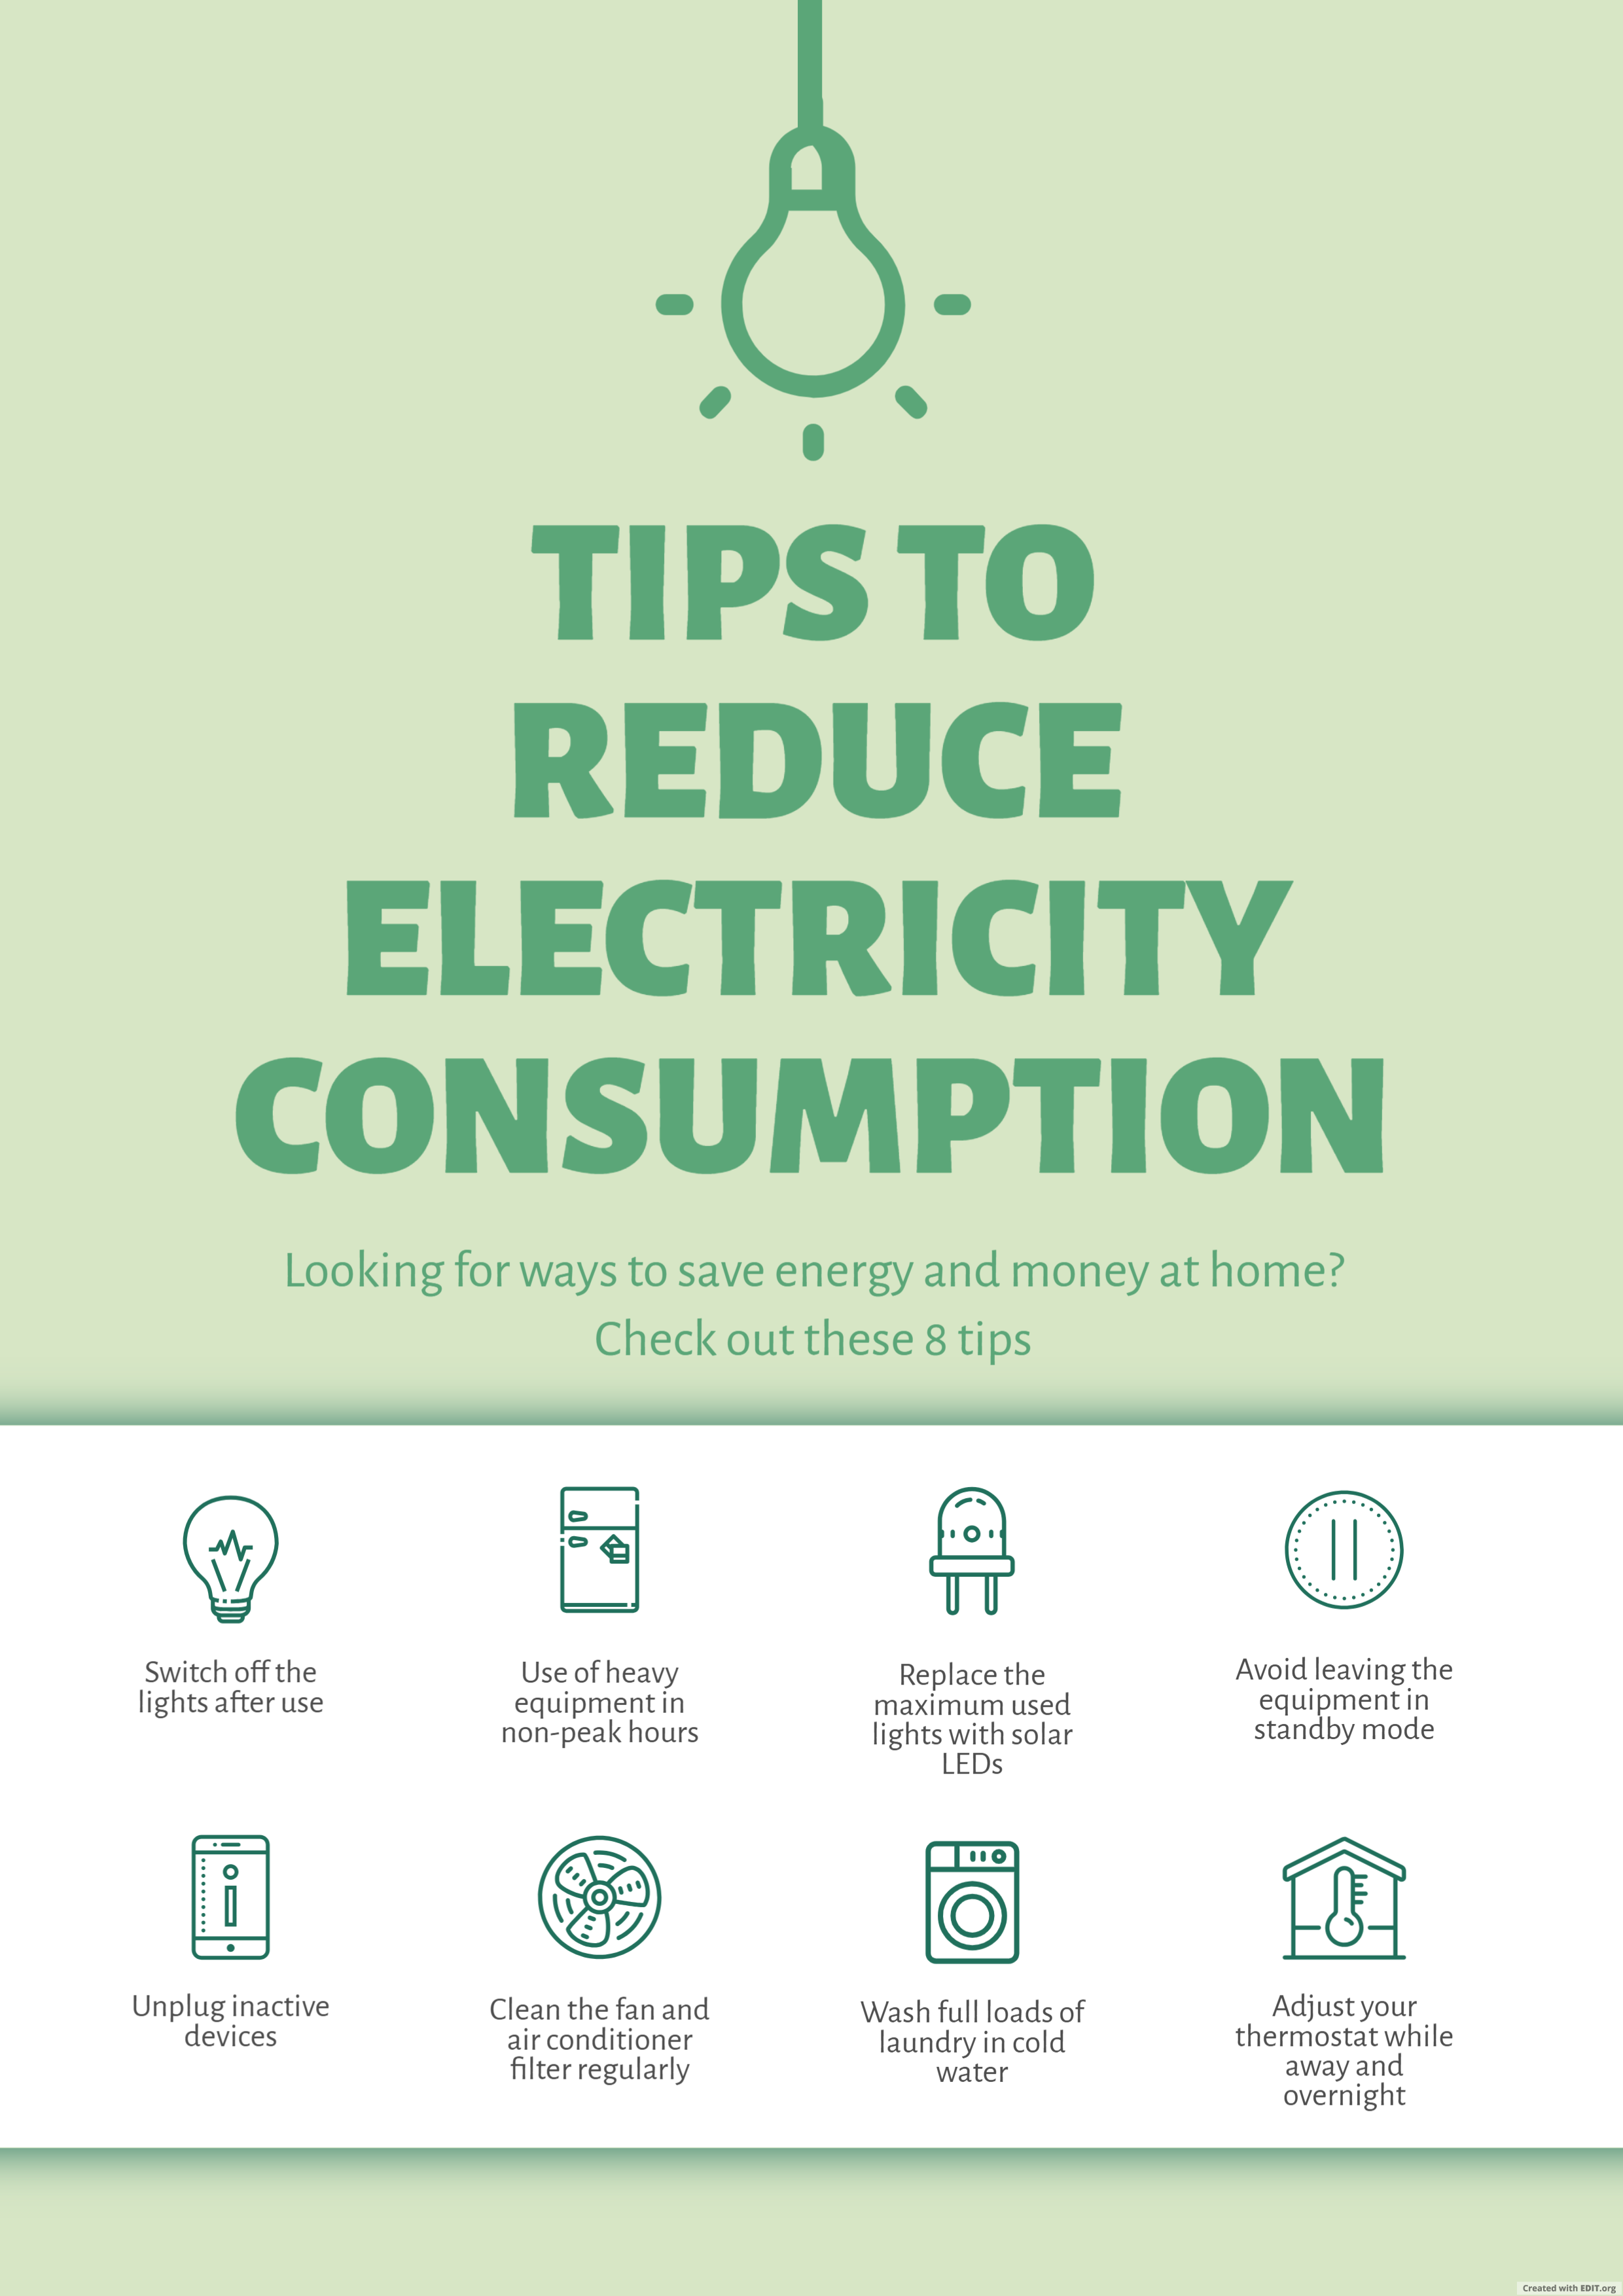 TIPS TO
REDUCE
ELECTRICITY
CONSUMPTION
Looking for ways to save energy and money at home?
Check out these 8 tips
Switch off the
lights after use
Use of heavy
equipment in
non-peak hours
Replace the
maximum used
lights with solar
LEDs
Avoid leaving the
equipment in
standby mode
Unplug inactive
devices
Clean the fan and
air conditioner
filter regularly
Wash full loads of
laundry in cold
water
Adjust your
thermostat while
away and
overnight
Created with EDIT.org